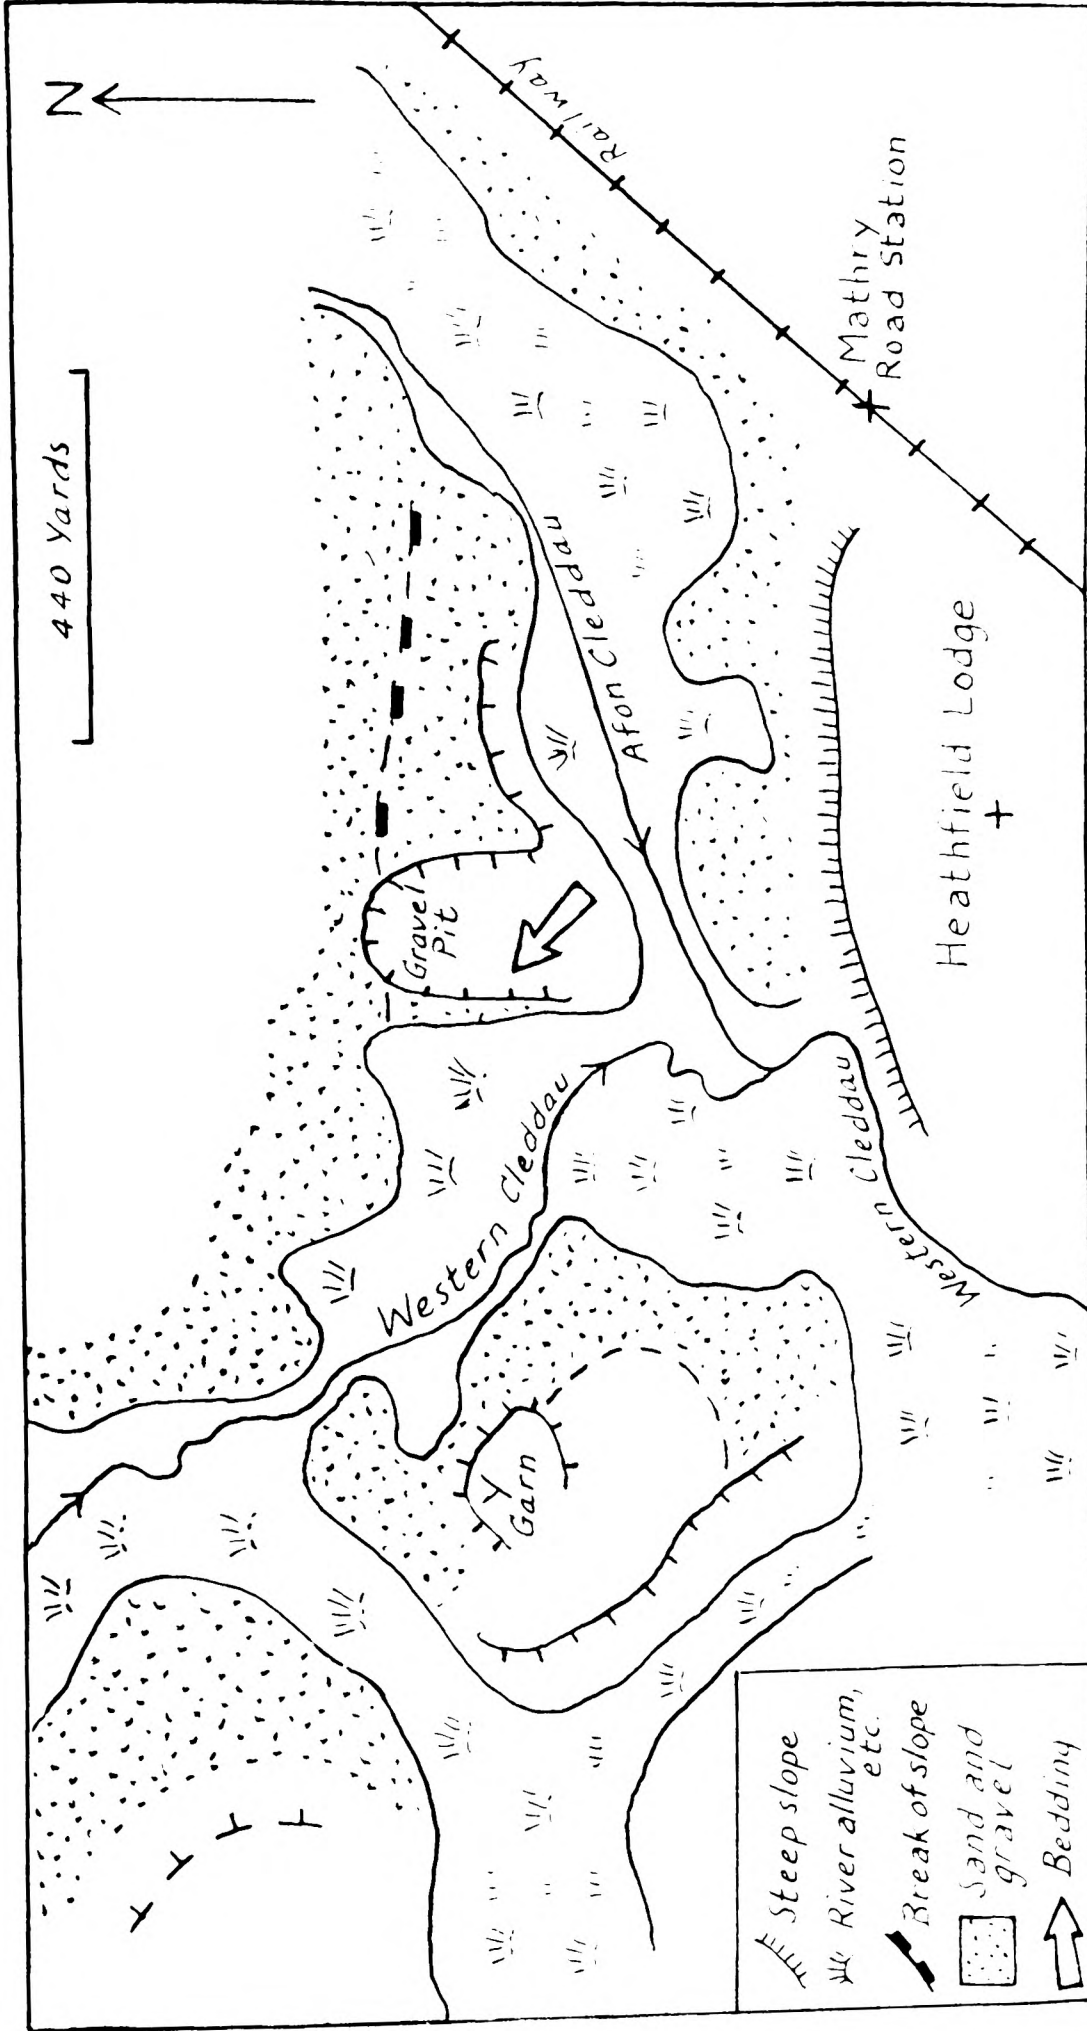 N
440 Yards
Railway
Mathry
Road Station
Afon Cleddau
Gravel
Pit
Western Cleddau
Western Cleddau
Heathfield Lodge
Y
Garn
Steep slope
River alluvium,
etc.
Break of slope
Sand and
gravel
Bedding